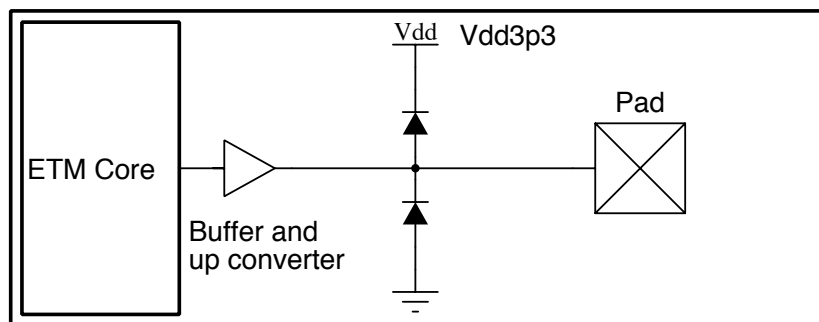 Vdd Vdd3p3
Pad
ETM Core
Buffer and
up converter